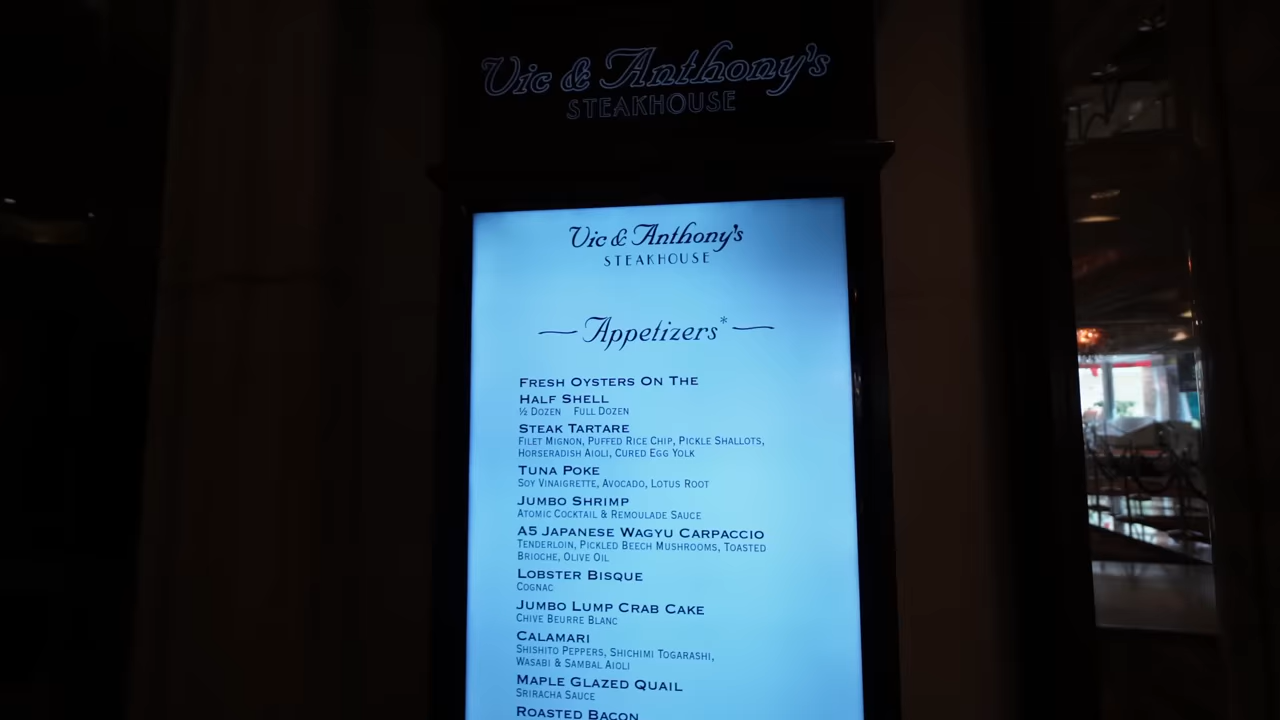 Vic & Anthony's
STEAKHOUSE
Vic & Anthony's
STEAKHOUSE
Appetizers*
FRESH OYSTERS ON THE
HALF SHELL
½ DOZEN FULL DOZEN
STEAK TARTARE
FILET MIGNON, PUFFED RICE CHIP, PICKLE SHALLOTS,
HORSERADISH AIOLI, CURED EGG YOLK
TUNA POKE
SOY VINAIGRETTE, AVOCADO, LOTUS ROOT
JUMBO SHRIMP
ATOMIC COCKTAIL & REMOULADE SAUCE
A5 JAPANESE WAGYU CARPACCIO
TENDERLOIN, PICKLED BEECH MUSHROOMS, TOASTED
BRIOCHE, OLIVE OIL
LOBSTER BISQUE
COGNAC
JUMBO LUMP CRAB CAKE
CHIVE BEURRE BLANC
CALAMARI
SHISHITO PEPPERS, SHICHIMI TOGARASHI,
WASABI & SAMBAL AIOLI
MAPLE GLAZED QUAIL
SRIRACHA SAUCE
ROASTED BACON